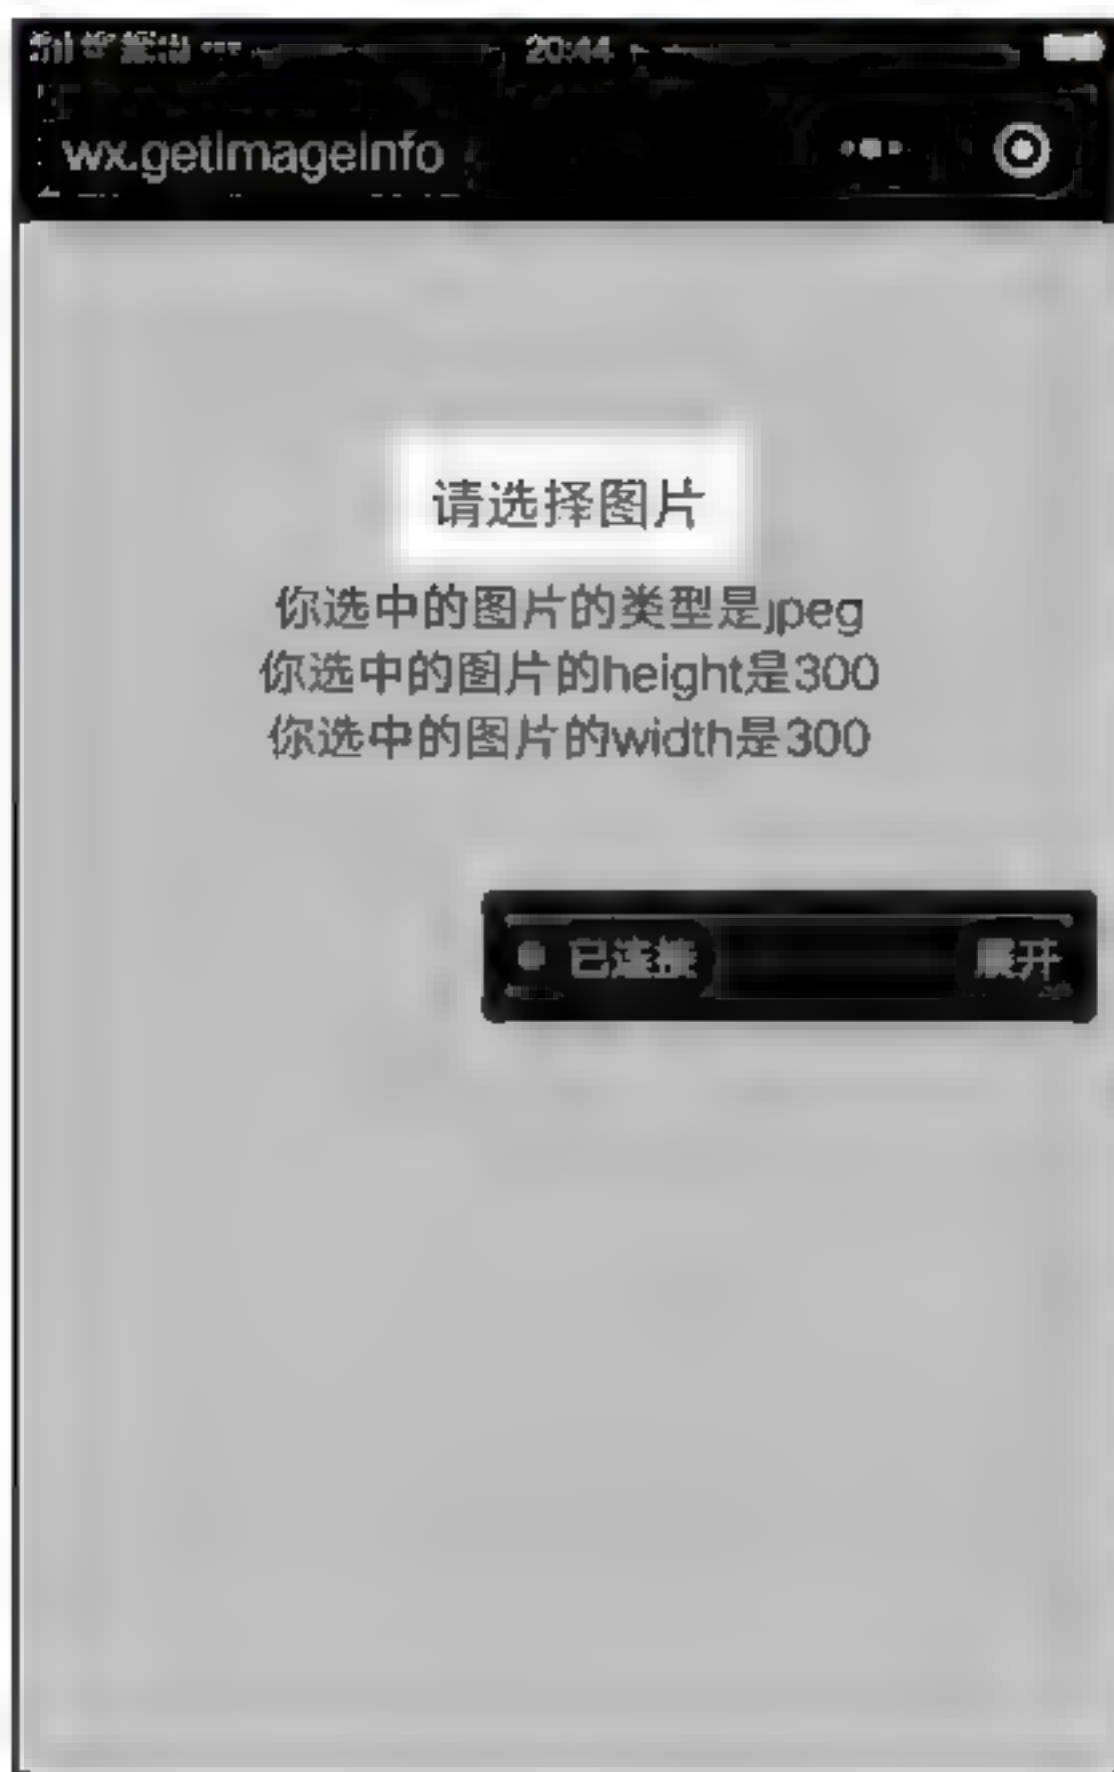 20:44
wx.getImageInfo
请选择图片
你选中的图片的类型是jpeg
你选中的图片的height是300
你选中的图片的width是300
已连接 展开